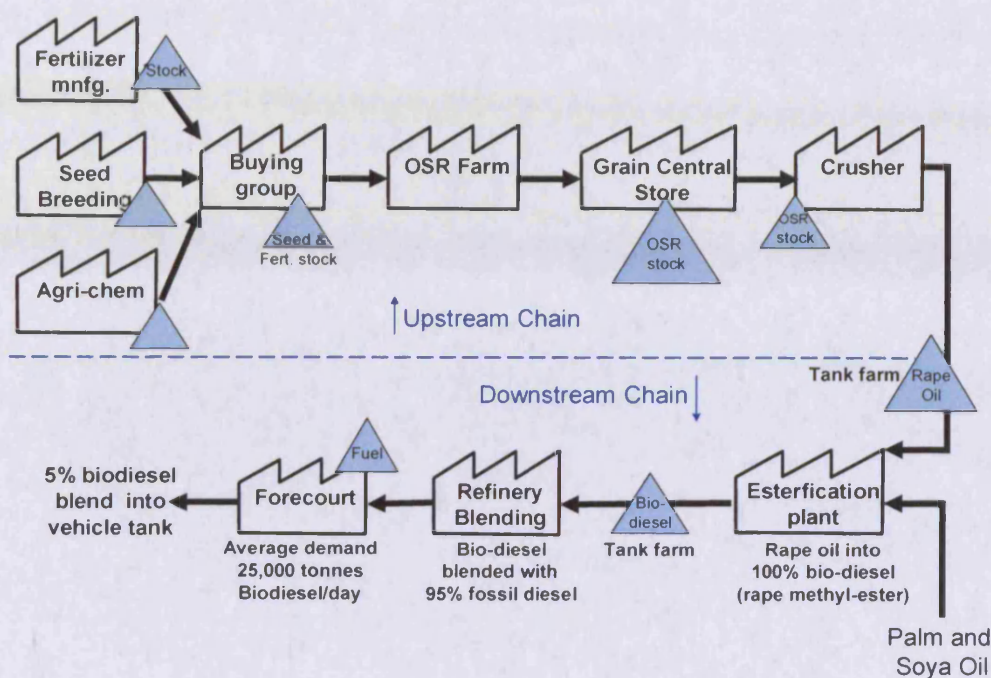 Fertilizer
mnfg.
Stock
Seed
Breeding
Agri-chem
Buying
group
Seed &
Fert. stock
OSR Farm
Grain Central
Store
OSR
stock
Crusher
OSR
stock
Upstream Chain
Downstream Chain
Tank farm
Rape
Oil
5% biodiesel
blend into
vehicle tank
Fuel
Forecourt
Average demand
25,000 tonnes
Biodiesel/day
Refinery
Blending
Bio-diesel
blended with
95% fossil diesel
Bio-
diesel
Tank farm
Esterfication
plant
Rape oil into
100% bio-diesel
(rape methyl-ester)
Palm and
Soya Oil